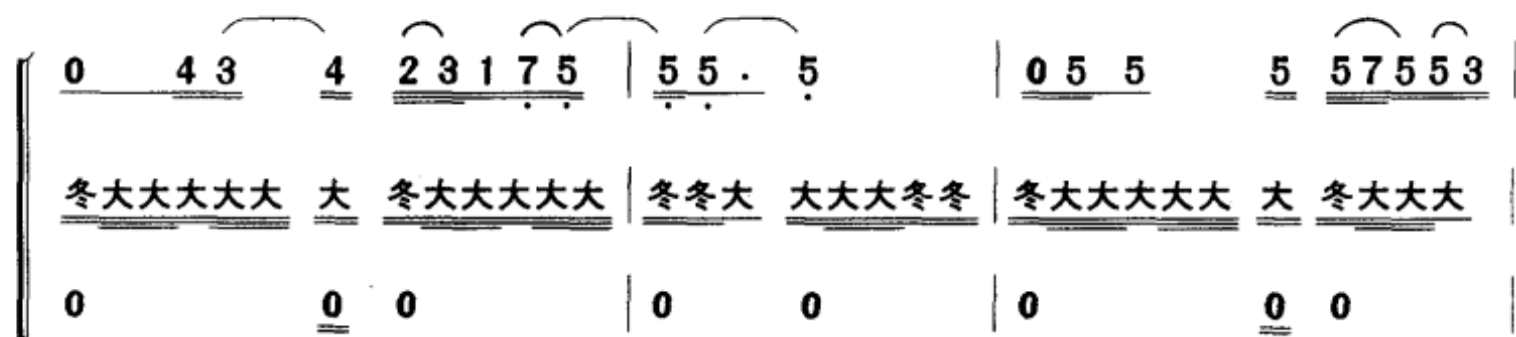 0 4 3 4 2 3 1 7 5 | 5 5 . 5 | 0 5 5 5 5 7 5 5 3 |
冬大大大大大 大 冬大大大大大 | 冬冬大 大大大冬冬 | 冬大大大大大 大 冬大大大 |
0 0 0 | 0 0 | 0 0 0 |